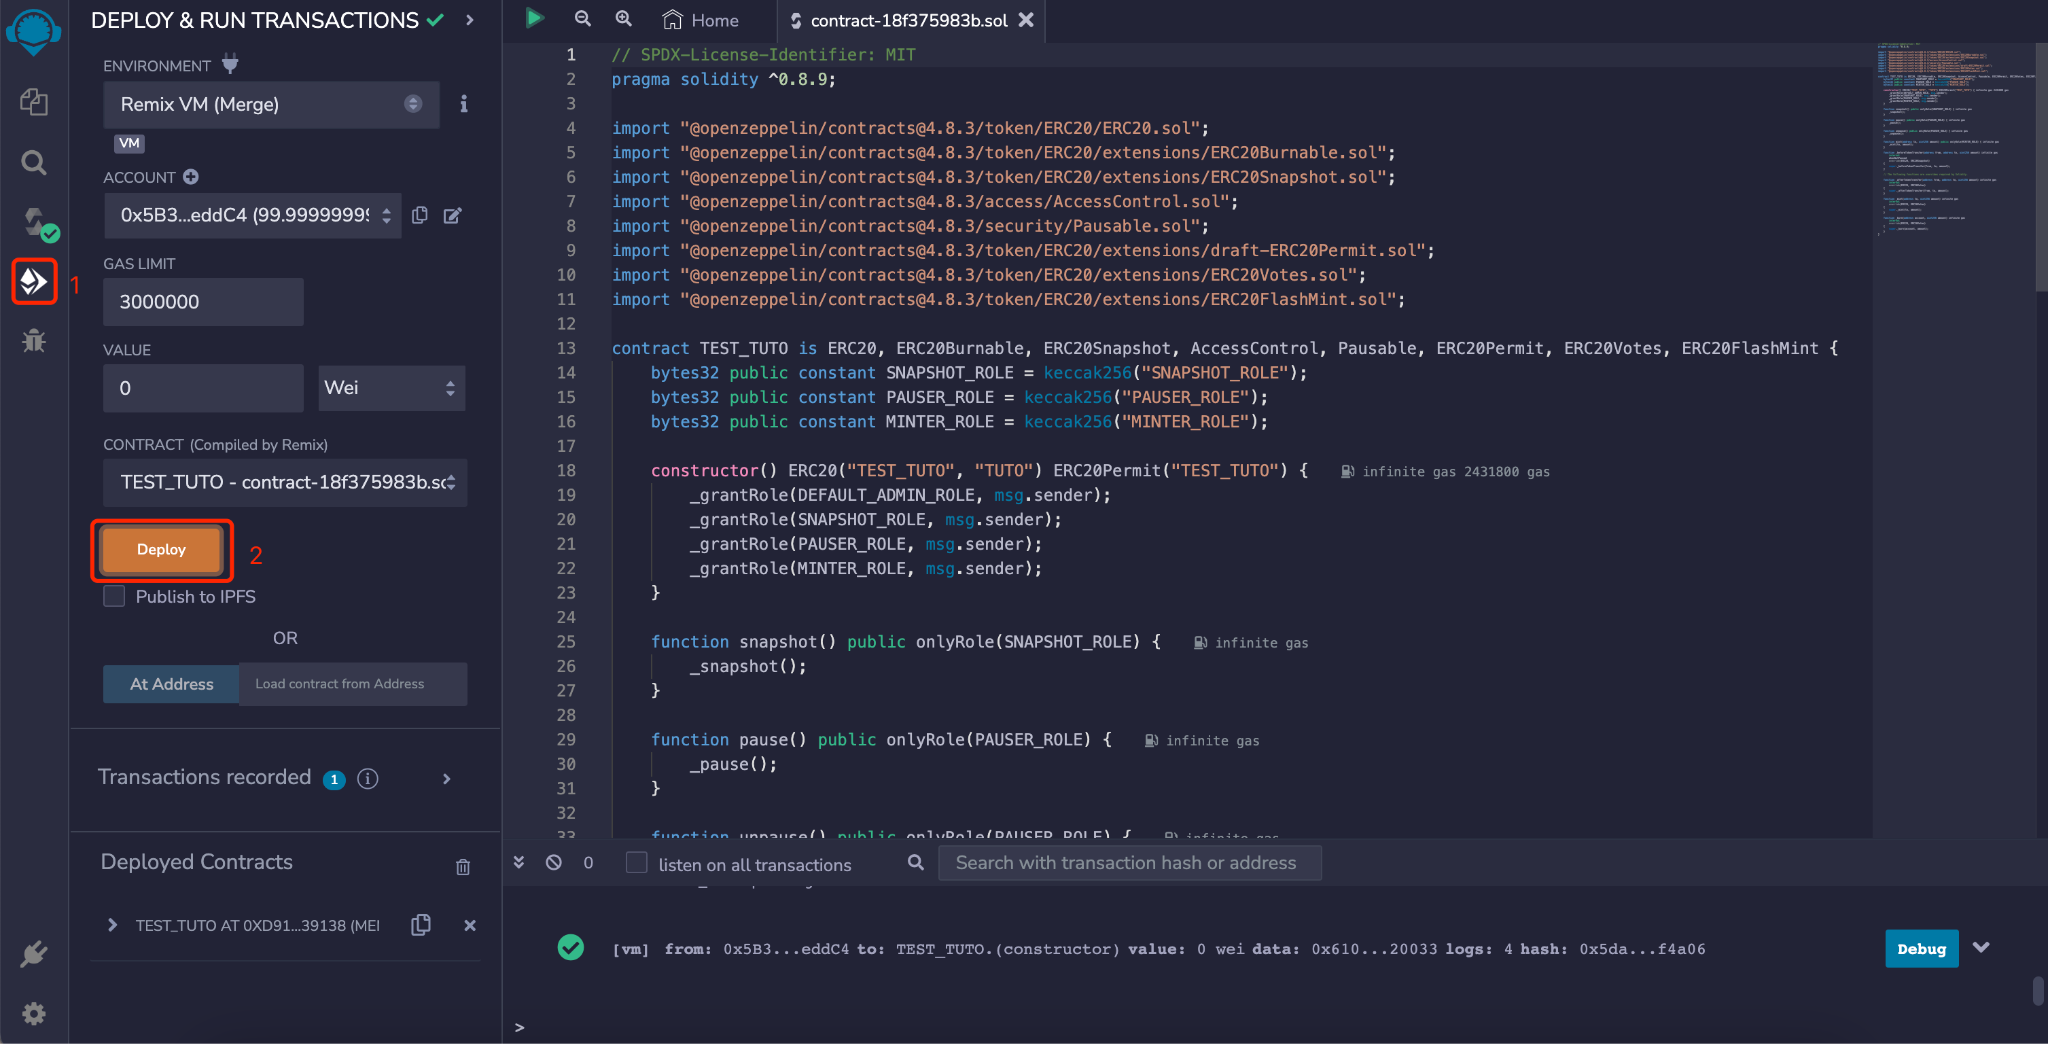 DEPLOY & RUN TRANSACTIONS
ENVIRONMENT
Remix VM (Merge)
VM
ACCOUNT
0x5B3...eddC4 (99.9999999
GAS LIMIT
3000000
1
VALUE
0
Wei
CONTRACT (Compiled by Remix)
TEST_TUTO - contract-18f375983b.sc
Deploy
2
Publish to IPFS
OR
At Address
Load contract from Address
Transactions recorded 1
Deployed Contracts
TEST_TUTO AT 0XD91...39138 (MEI
Home
contract-18f375983b.sol
1 // SPDX-License-Identifier: MIT
2 pragma solidity ^0.8.9;
3
4 import "@openzeppelin/contracts@4.8.3/token/ERC20/ERC20.sol";
5 import "@openzeppelin/contracts@4.8.3/token/ERC20/extensions/ERC20Burnable.sol";
6 import "@openzeppelin/contracts@4.8.3/token/ERC20/extensions/ERC20Snapshot.sol";
7 import "@openzeppelin/contracts@4.8.3/access/AccessControl.sol";
8 import "@openzeppelin/contracts@4.8.3/security/Pausable.sol";
9 import "@openzeppelin/contracts@4.8.3/token/ERC20/extensions/draft-ERC20Permit.sol";
10 import "@openzeppelin/contracts@4.8.3/token/ERC20/extensions/ERC20Votes.sol";
11 import "@openzeppelin/contracts@4.8.3/token/ERC20/extensions/ERC20FlashMint.sol";
12
13 contract TEST_TUTO is ERC20, ERC20Burnable, ERC20Snapshot, AccessControl, Pausable, ERC20Permit, ERC20Votes, ERC20FlashMint {
14 bytes32 public constant SNAPSHOT_ROLE = keccak256("SNAPSHOT_ROLE");
15 bytes32 public constant PAUSER_ROLE = keccak256("PAUSER_ROLE");
16 bytes32 public constant MINTER_ROLE = keccak256("MINTER_ROLE");
17
18 constructor() ERC20("TEST_TUTO", "TUTO") ERC20Permit("TEST_TUTO") { infinite gas 2431800 gas
19 _grantRole(DEFAULT_ADMIN_ROLE, msg.sender);
20 _grantRole(SNAPSHOT_ROLE, msg.sender);
21 _grantRole(PAUSER_ROLE, msg.sender);
22 _grantRole(MINTER_ROLE, msg.sender);
23 }
24
25 function snapshot() public onlyRole(SNAPSHOT_ROLE) { infinite gas
26 _snapshot();
27 }
28
29 function pause() public onlyRole(PAUSER_ROLE) { infinite gas
30 _pause();
31 }
32
33 function unpause() public onlyRole(PAUSER_ROLE) { infinite gas
0
listen on all transactions
Search with transaction hash or address
[vm] from: 0x5B3...eddC4 to: TEST_TUTO.(constructor) value: 0 wei data: 0x610...20033 logs: 4 hash: 0x5da...f4a06
Debug
>